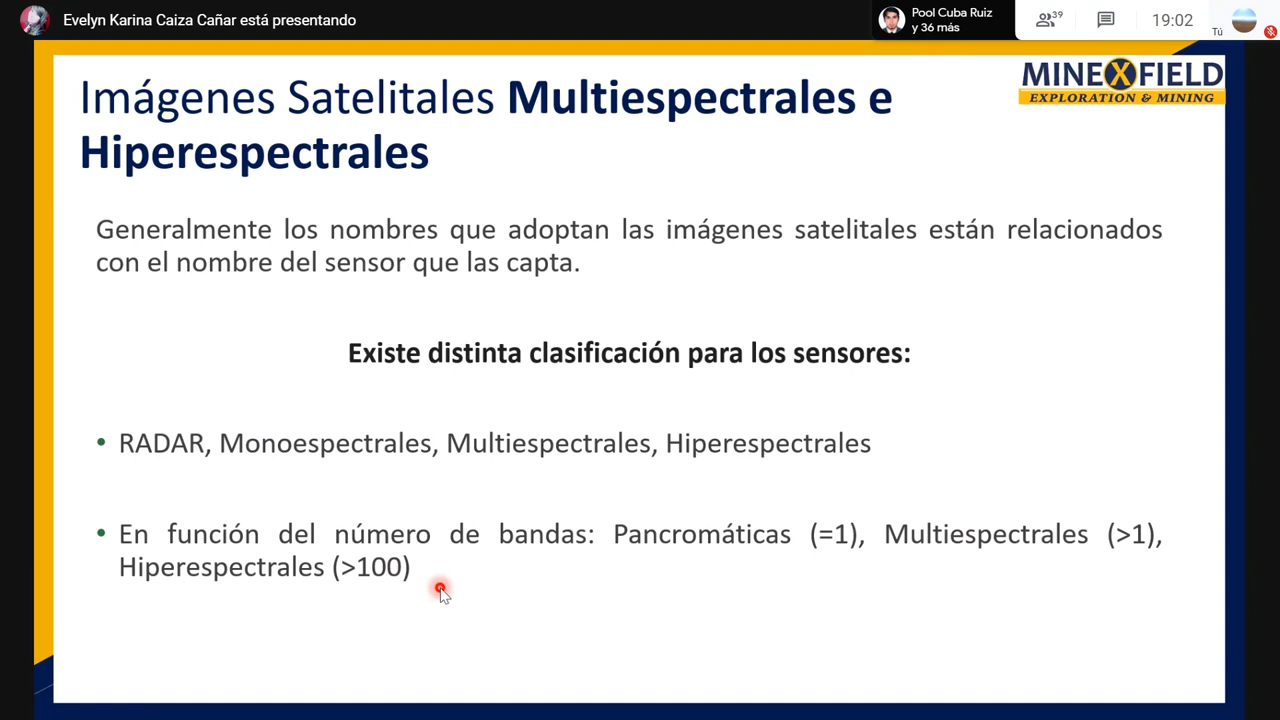 Evelyn Karina Caiza Cañar está presentando
Pool Cuba Ruiz
y 36 más
39
19:02
Tú
Imágenes Satelitales Multiespectrales e
Hiperespectrales
MINEXFIELD
EXPLORATION & MINING
Generalmente los nombres que adoptan las imágenes satelitales están relacionados
con el nombre del sensor que las capta.
Existe distinta clasificación para los sensores:
• RADAR, Monoespectrales, Multiespectrales, Hiperespectrales
• En función del número de bandas: Pancromáticas (=1), Multiespectrales (>1),
Hiperespectrales (>100)